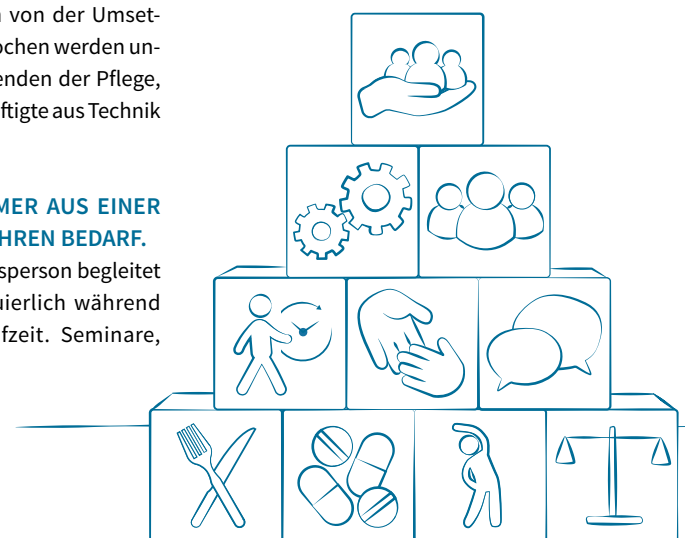 von der Umset-
ochen werden un-
enden der Pflege,
ftigte aus Technik
MER AUS EINER
HREN BEDARF.
sperson begleitet
uierlich während
fzeit. Seminare,